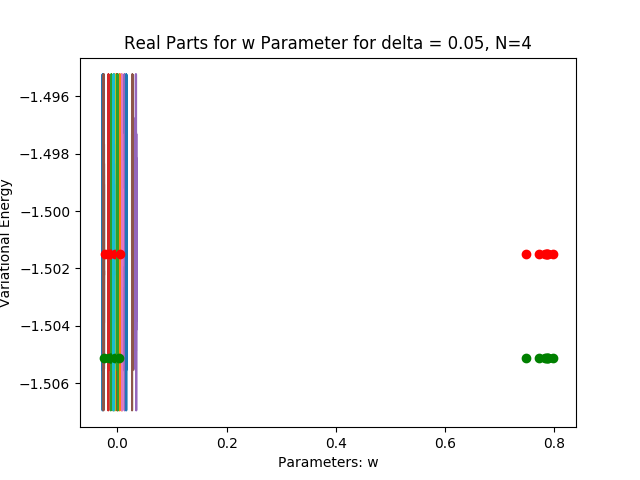 Real Parts for w Parameter for delta = 0.05, N=4
Variational Energy
−1.496
−1.498
−1.500
−1.502
−1.504
−1.506
0.0 0.2 0.4 0.6 0.8
Parameters: w